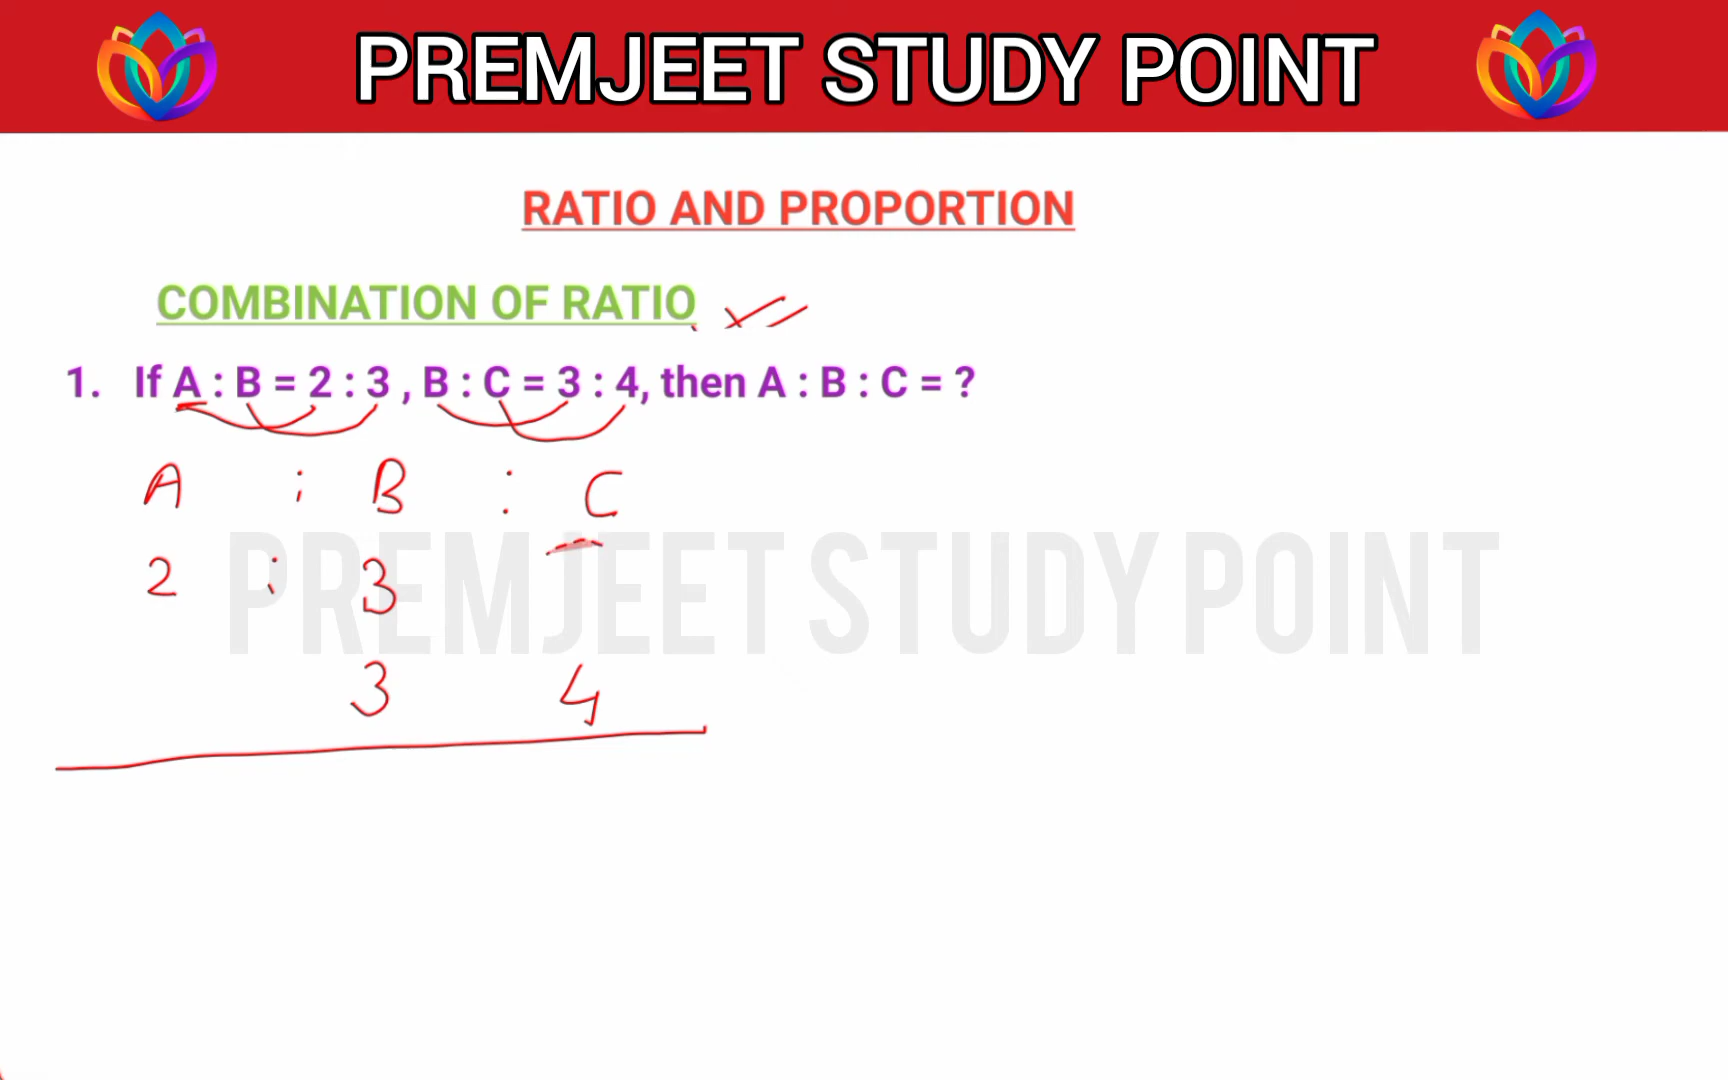 PREMJEET STUDY POINT
RATIO AND PROPORTION
COMBINATION OF RATIO
1. If A : B = 2 : 3 , B : C = 3 : 4, then A : B : C = ?
A : B : C
2 : 3
3 4
PREMJEET STUDY POINT